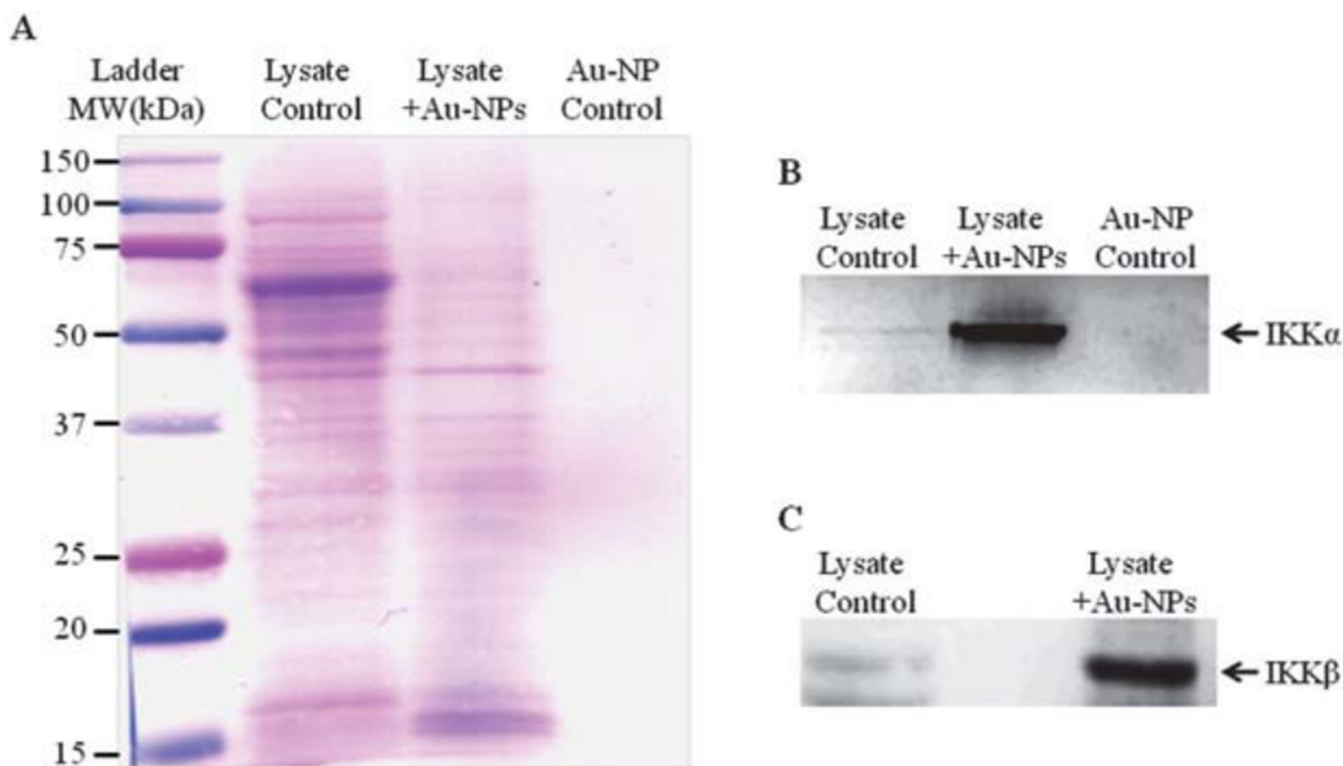 A
Ladder
MW(kDa)
Lysate
Control
Lysate
+Au-NPs
Au-NP
Control
150
100
75
50
37
25
20
15
B
Lysate
Control
Lysate
+Au-NPs
Au-NP
Control
IKKα
C
Lysate
Control
Lysate
+Au-NPs
IKKβ